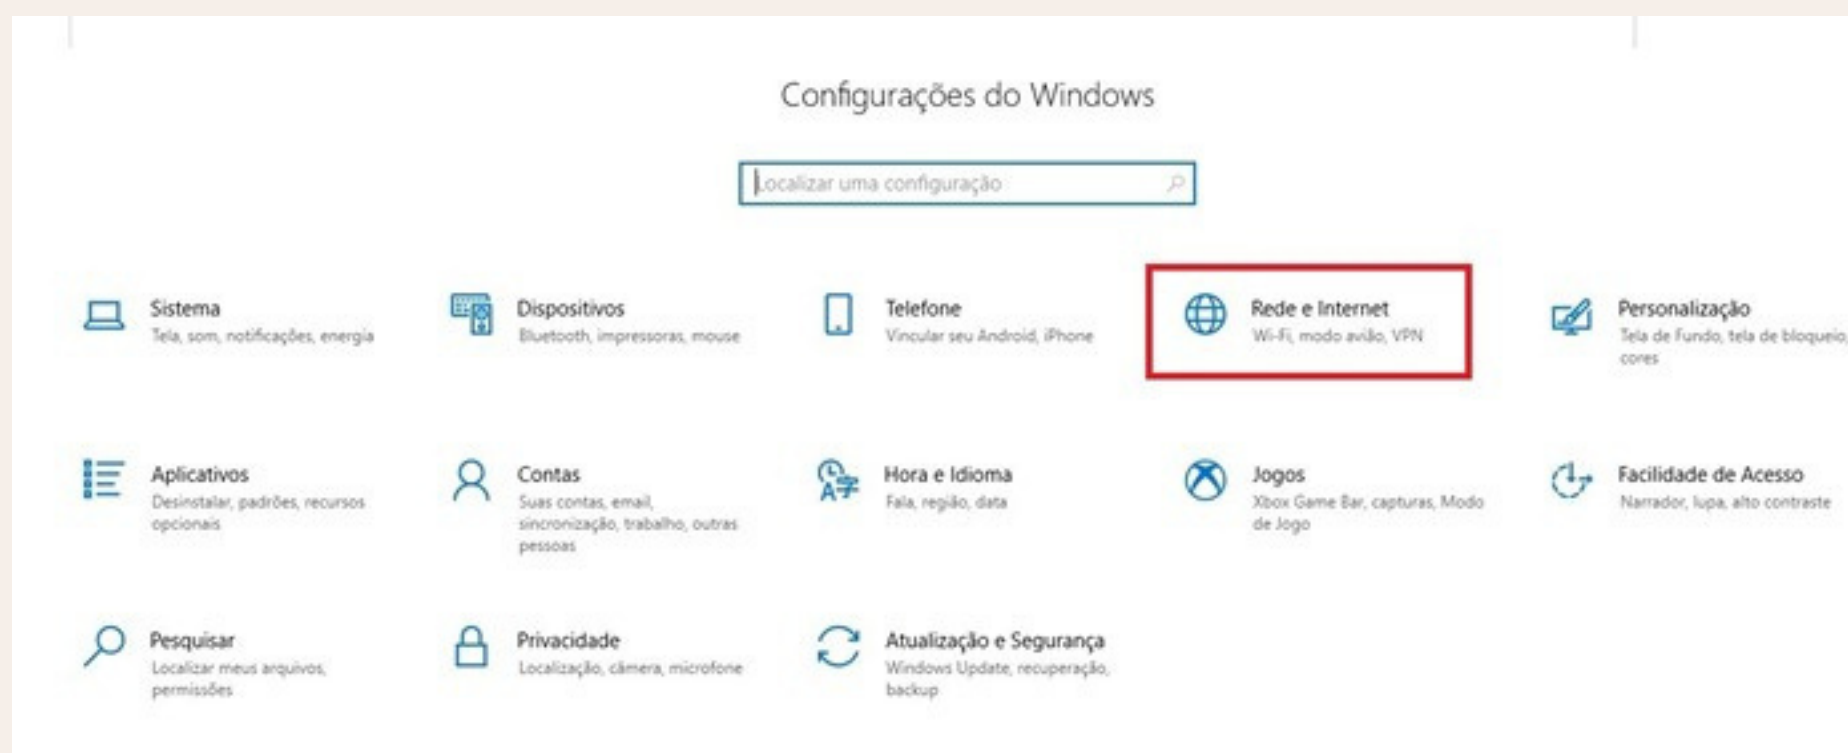 Configurações do Windows
Localizar uma configuração
Sistema
Tela, som, notificações, energia
Dispositivos
Bluetooth, impressoras, mouse
Telefone
Vincular seu Android, iPhone
Rede e Internet
Wi-Fi, modo avião, VPN
Personalização
Tela de Fundo, tela de bloqueio,
cores
Aplicativos
Desinstalar, padrões, recursos
opcionais
Contas
Suas contas, email,
sincronização, trabalho, outras
pessoas
Hora e Idioma
Fala, região, data
Jogos
Xbox Game Bar, capturas, Modo
de Jogo
Facilidade de Acesso
Narrador, lupa, alto contraste
Pesquisar
Localizar meus arquivos,
permissões
Privacidade
Localização, câmera, microfone
Atualização e Segurança
Windows Update, recuperação,
backup